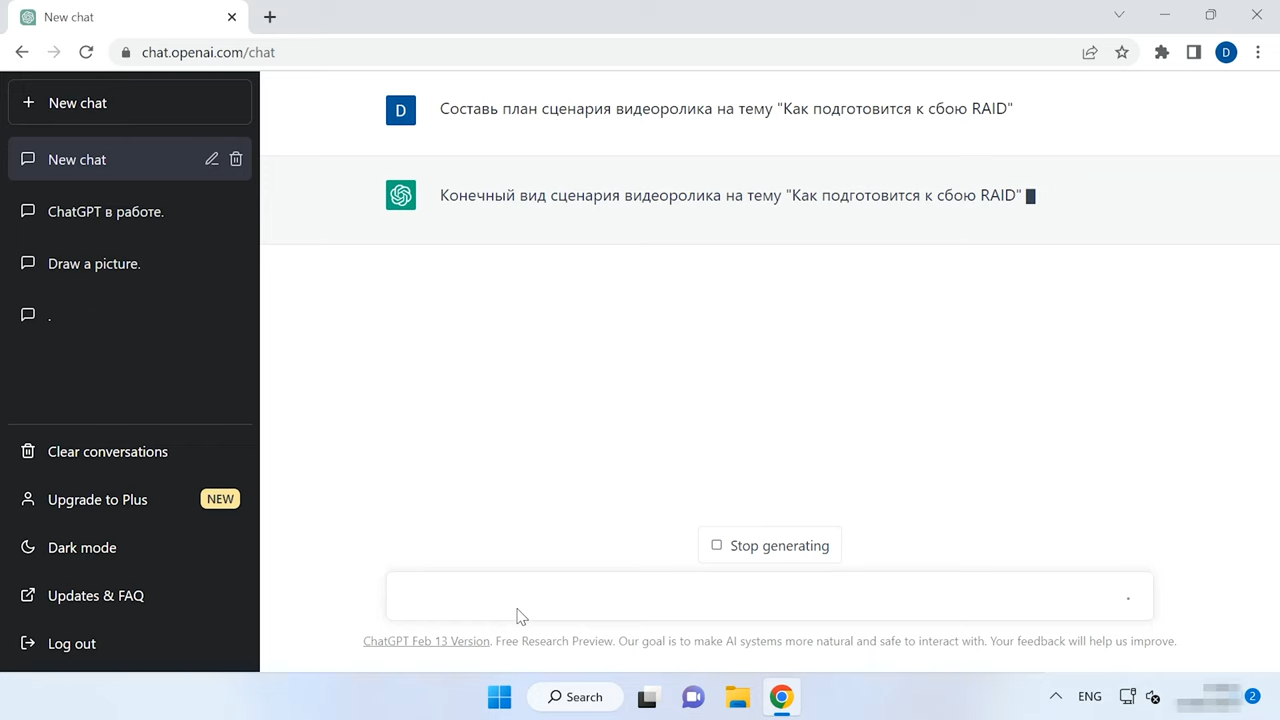 New chat
chat.openai.com/chat
D
New chat
New chat
ChatGPT в работе.
Draw a picture.
.
Clear conversations
Upgrade to Plus NEW
Dark mode
Updates & FAQ
Log out
D Составь план сценария видеоролика на тему "Как подготовится к сбою RAID"
Конечный вид сценария видеоролика на тему "Как подготовится к сбою RAID"
Stop generating
ChatGPT Feb 13 Version. Free Research Preview. Our goal is to make AI systems more natural and safe to interact with. Your feedback will help us improve.
Search
ENG
2